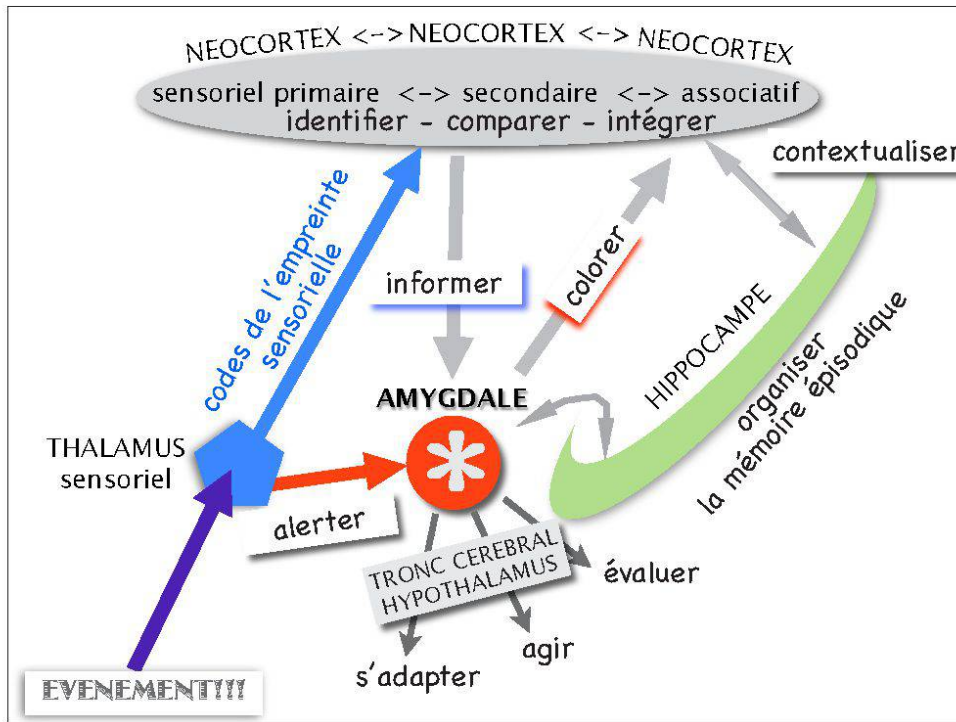 NEOCORTEX <-> NEOCORTEX <-> NEOCORTEX
sensoriel primaire <-> secondaire <-> associatif
identifier - comparer - intégrer
contextualiser
codes de l'empreinte
sensorielle
informer
colorer
HIPPOCAMPE
organiser
la mémoire épisodique
AMYGDALE
THALAMUS
sensoriel
alerter
TRONC CEREBRAL
HYPOTHALAMUS
évaluer
agir
s'adapter
EVENEMENT!!!